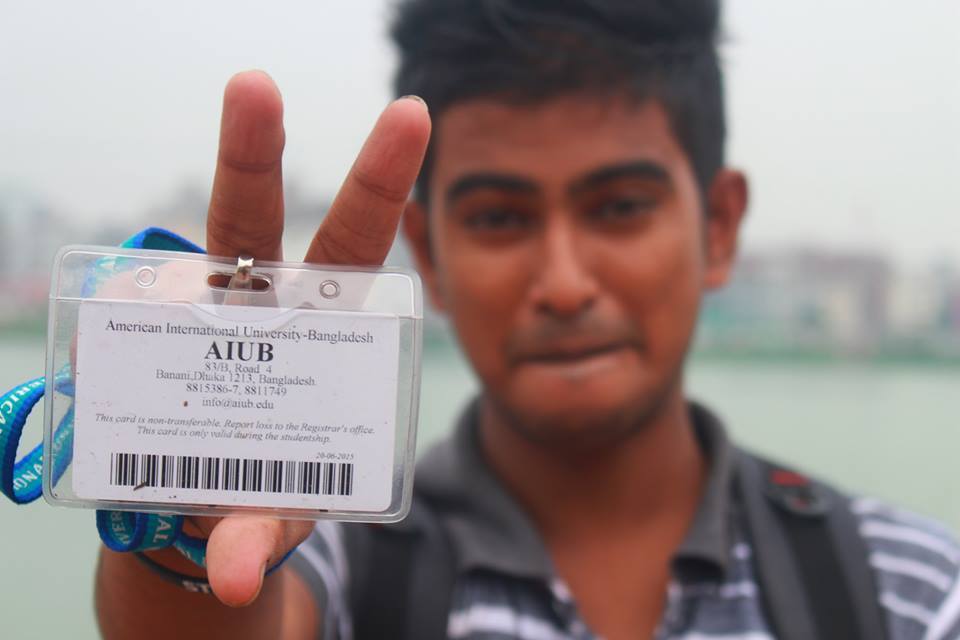 American International University-Bangladesh
AIUB
83/B, Road 4
Banani,Dhaka 1213, Bangladesh.
8815386-7, 8811749
info@aiub.edu
This card is non-transferable. Report loss to the Registrar's office.
This card is only valid during the studentship.
20-06-2015